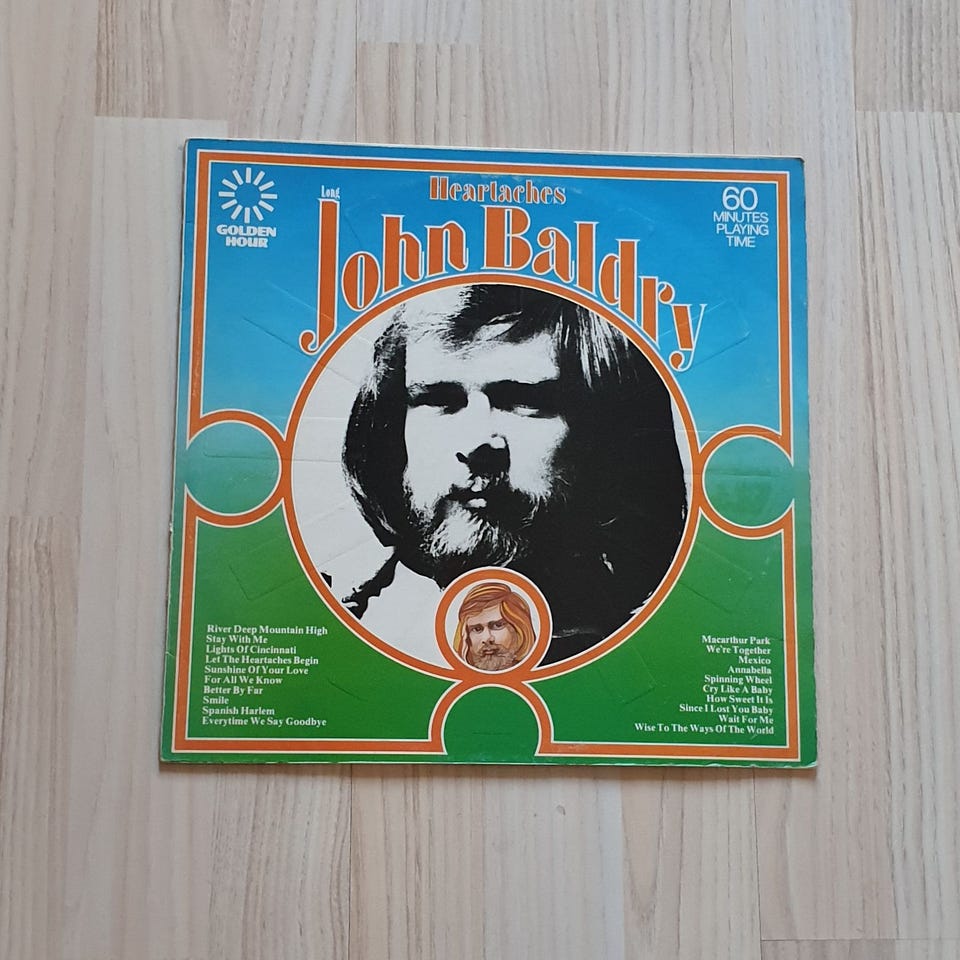 GOLDEN
HOUR
Heartaches
Long
John Baldry
60
MINUTES
PLAYING
TIME
River Deep Mountain High
Stay With Me
Lights Of Cincinnati
Let The Heartaches Begin
Sunshine Of Your Love
For All We Know
Better By Far
Smile
Spanish Harlem
Everytime We Say Goodbye
Macarthur Park
We're Together
Mexico
Annabella
Spinning Wheel
Cry Like A Baby
How Sweet It Is
Since I Lost You Baby
Wait For Me
Wise To The Ways Of The World